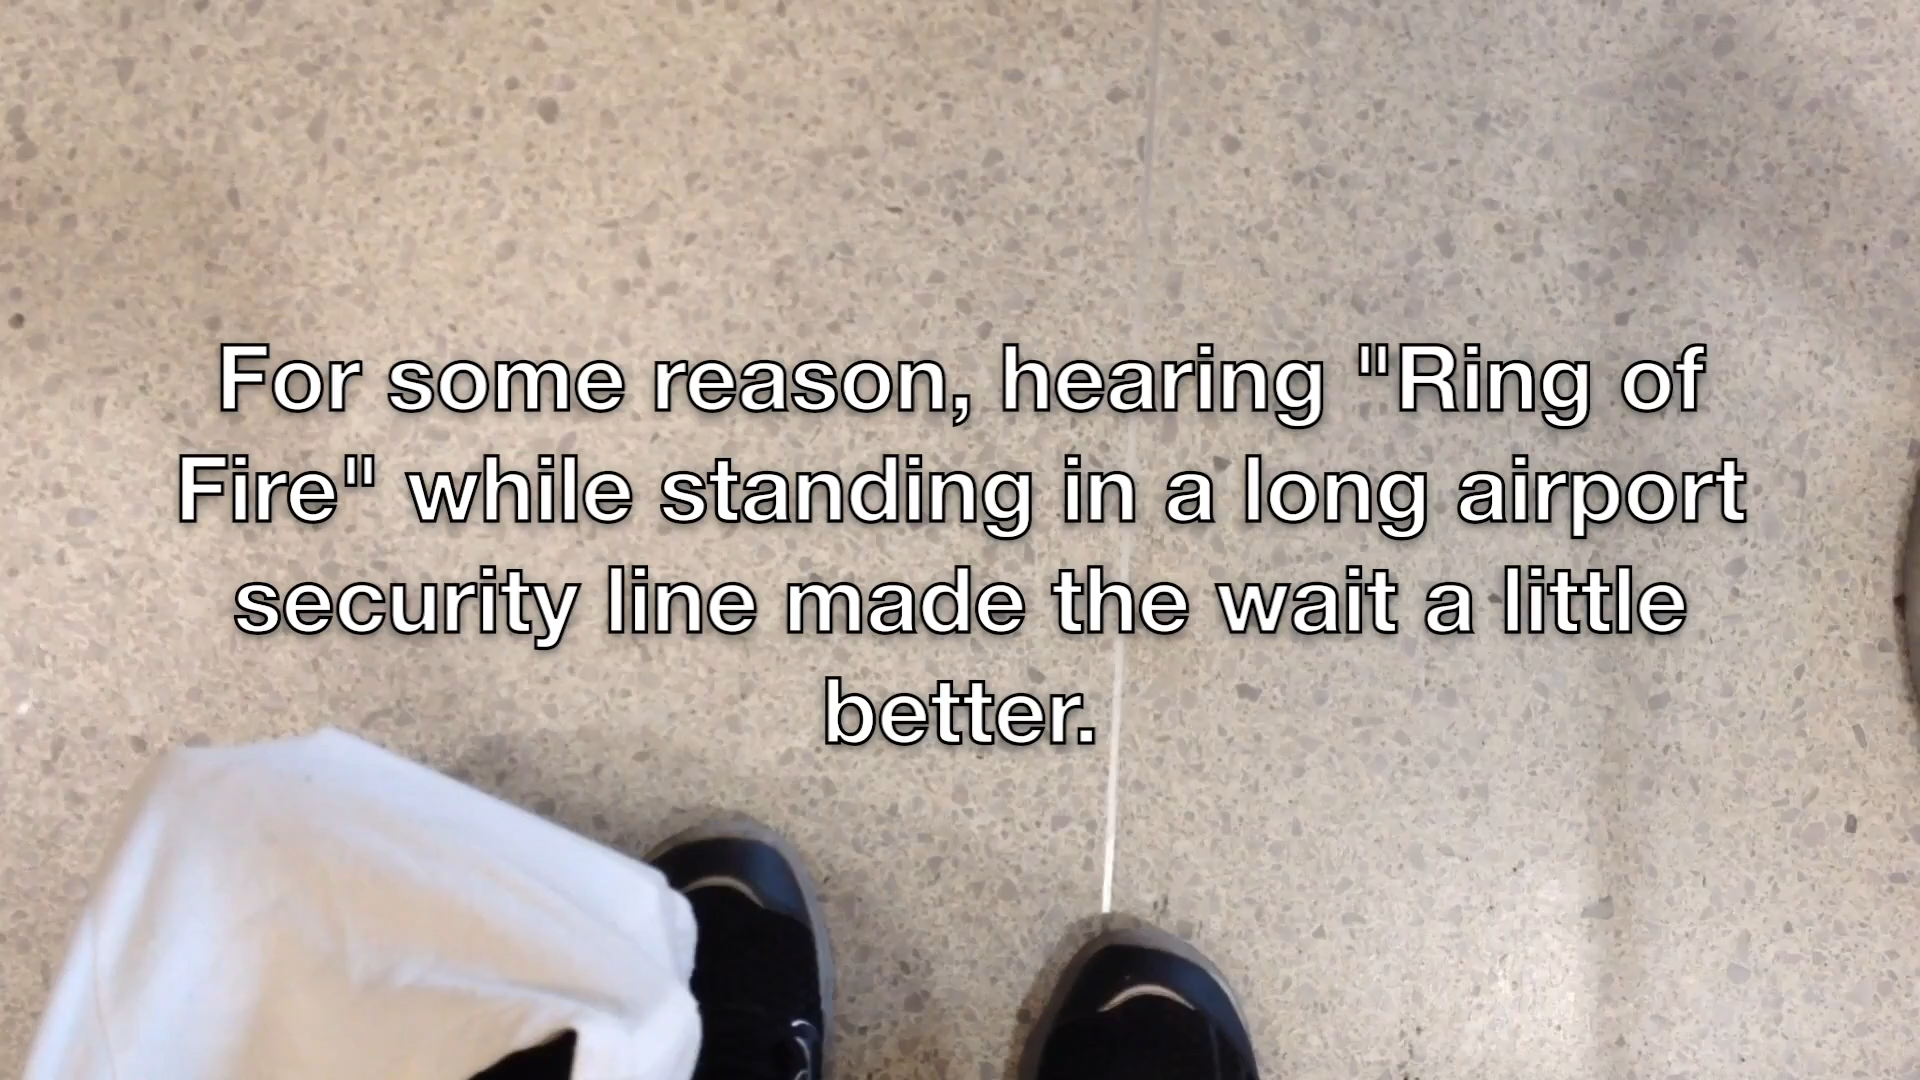 For some reason, hearing "Ring of
Fire" while standing in a long airport
security line made the wait a little
better.